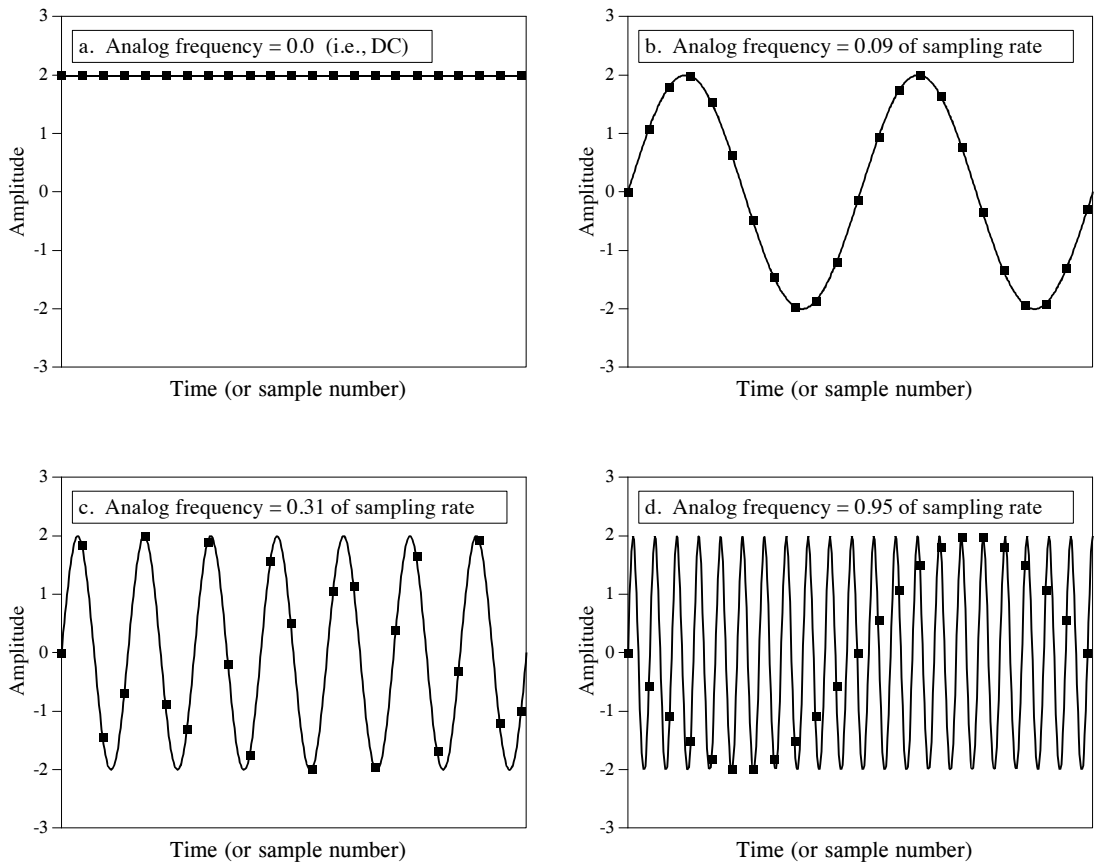 a. Analog frequency = 0.0 (i.e., DC)
3
2
1
0
-1
-2
-3
Amplitude
Time (or sample number)
b. Analog frequency = 0.09 of sampling rate
3
2
1
0
-1
-2
-3
Amplitude
Time (or sample number)
c. Analog frequency = 0.31 of sampling rate
3
2
1
0
-1
-2
-3
Amplitude
Time (or sample number)
d. Analog frequency = 0.95 of sampling rate
3
2
1
0
-1
-2
-3
Amplitude
Time (or sample number)